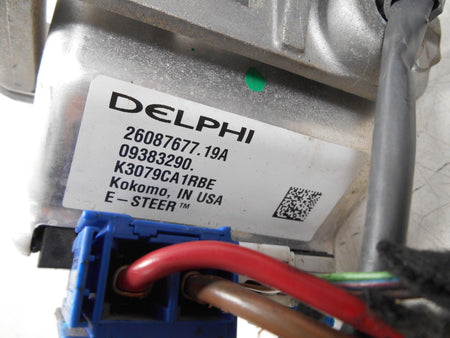 DELPHI
26087677.19A
09383290.
K3079CA1RBE
Kokomo, IN USA
E-STEER™